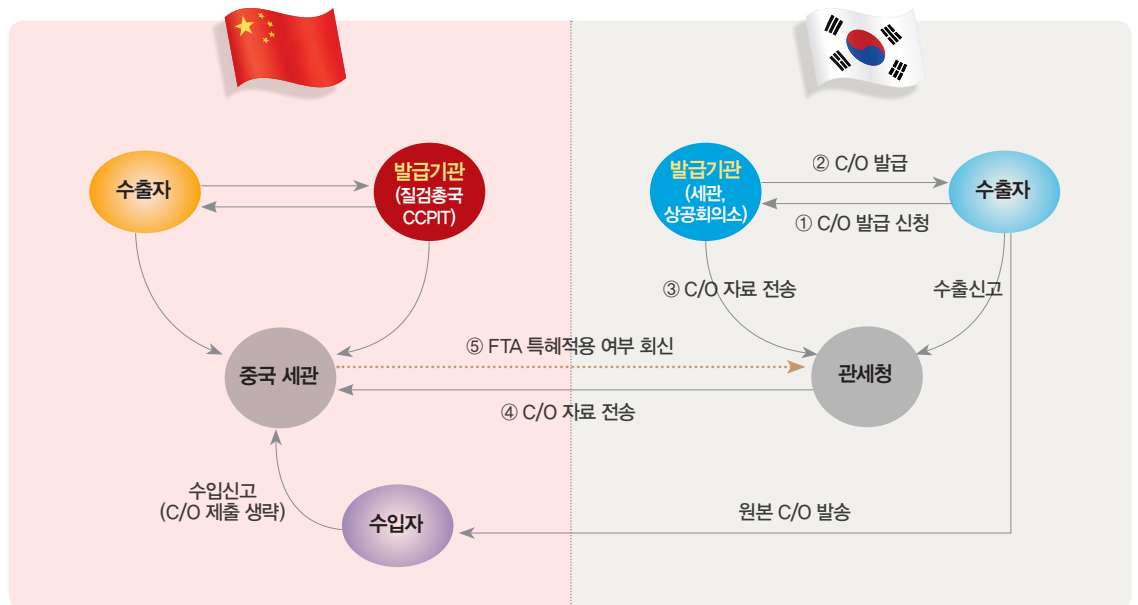 수출자
발급기관
(질검총국
CCPIT)
발급기관
(세관,
상공회의소)
② C/O 발급
수출자
① C/O 발급 신청
③ C/O 자료 전송
수출신고
⑤ FTA 특혜적용 여부 회신
중국 세관
관세청
④ C/O 자료 전송
수입신고
(C/O 제출 생략)
수입자
원본 C/O 발송